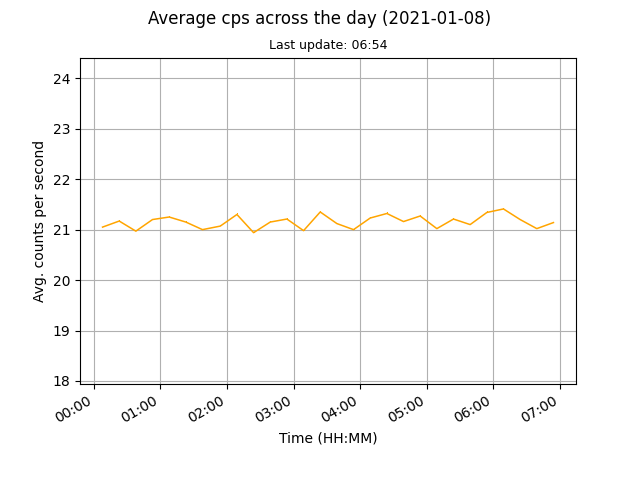 Average cps across the day (2021-01-08)
Last update: 06:54
24
23
22
21
20
19
18
Avg. counts per second
00:00 01:00 02:00 03:00 04:00 05:00 06:00 07:00
Time (HH:MM)